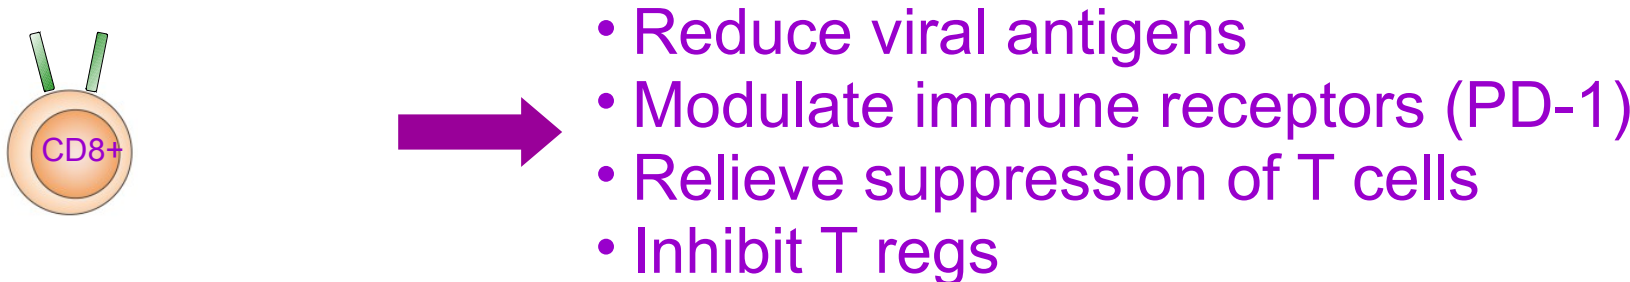 CD8+
• Reduce viral antigens
• Modulate immune receptors (PD-1)
• Relieve suppression of T cells
• Inhibit T regs